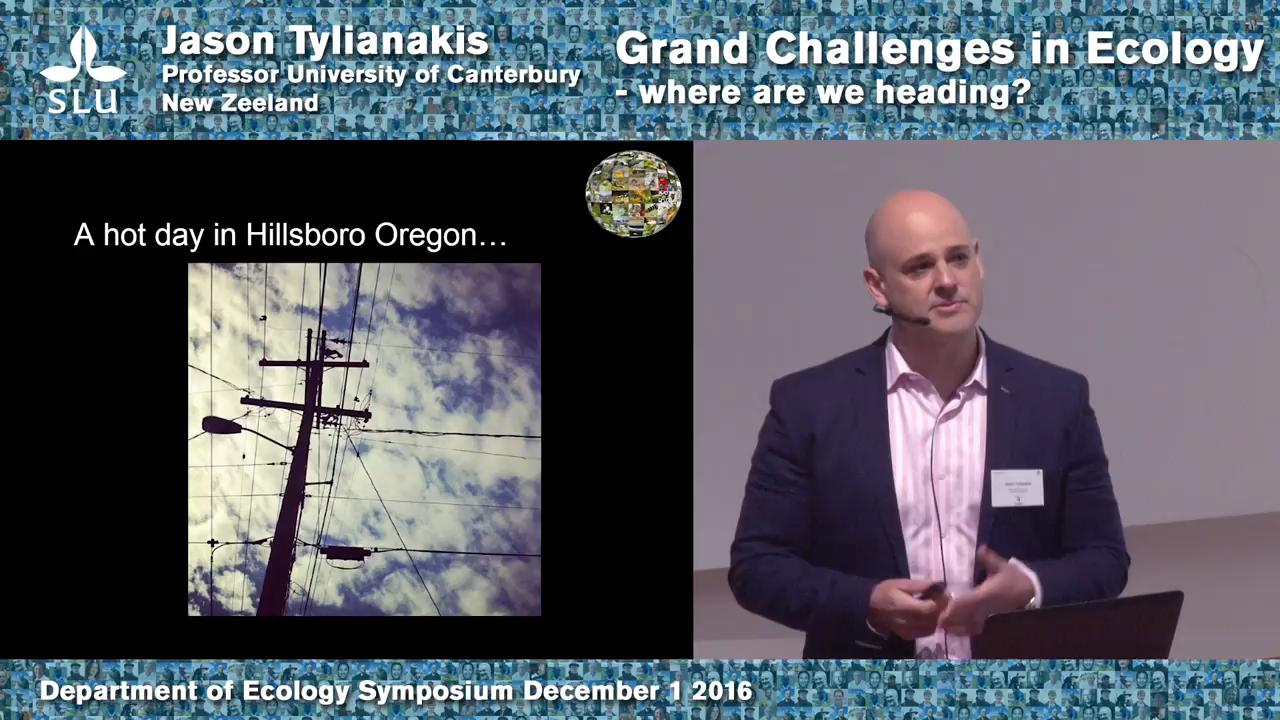 SLU
Jason Tylianakis
Professor University of Canterbury
New Zeeland
Grand Challenges in Ecology
- where are we heading?
A hot day in Hillsboro Oregon…
Department of Ecology Symposium December 1 2016